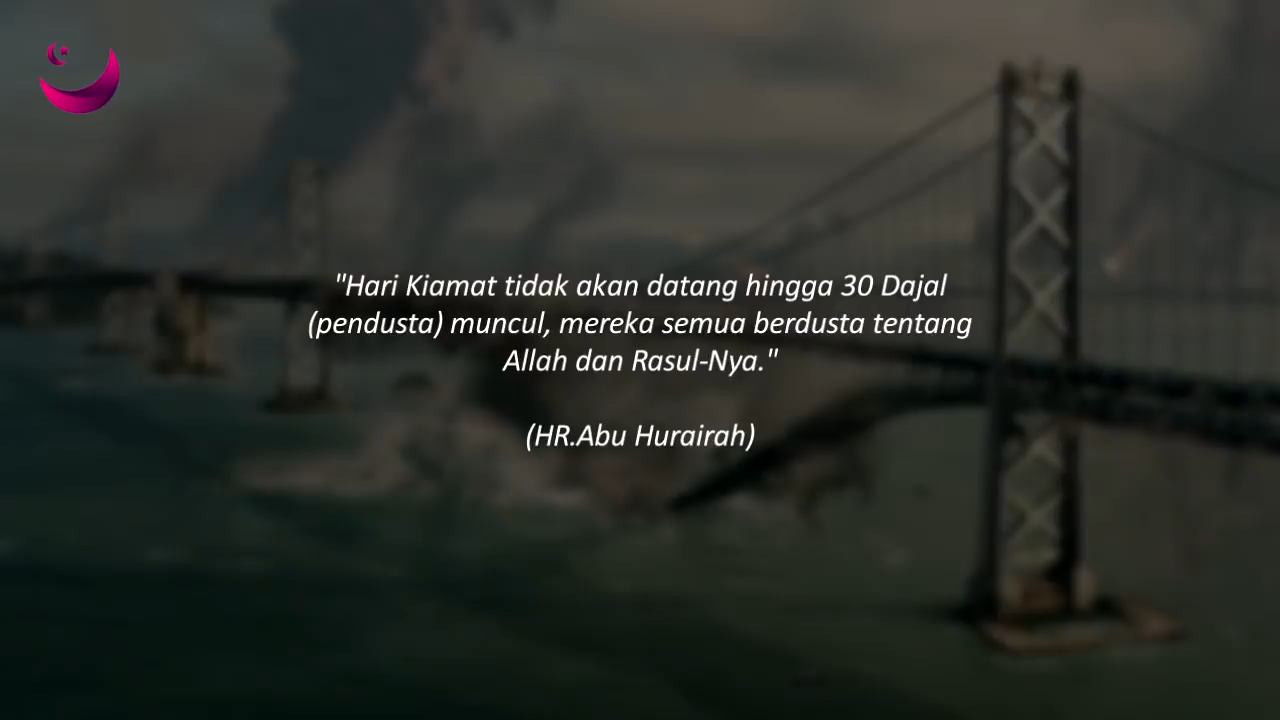 "Hari Kiamat tidak akan datang hingga 30 Dajal
(pendusta) muncul, mereka semua berdusta tentang
Allah dan Rasul-Nya."
(HR.Abu Hurairah)